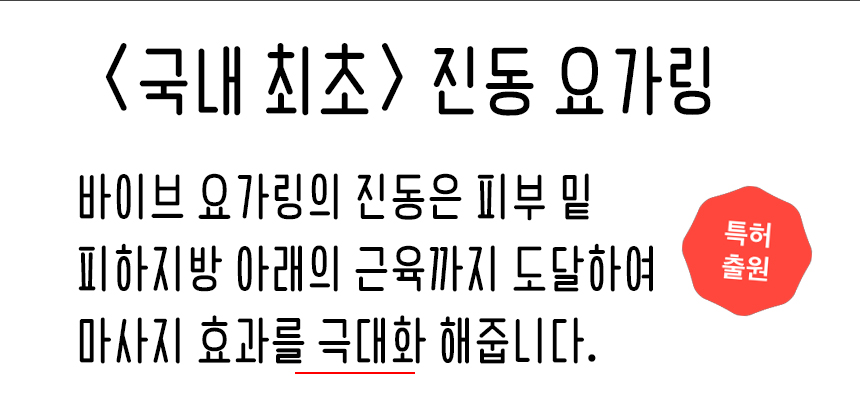 <국내 최초> 진동 요가링
바이브 요가링의 진동은 피부 밑
피하지방 아래의 근육까지 도달하여
마사지 효과를 극대화 해줍니다.
특허
출원